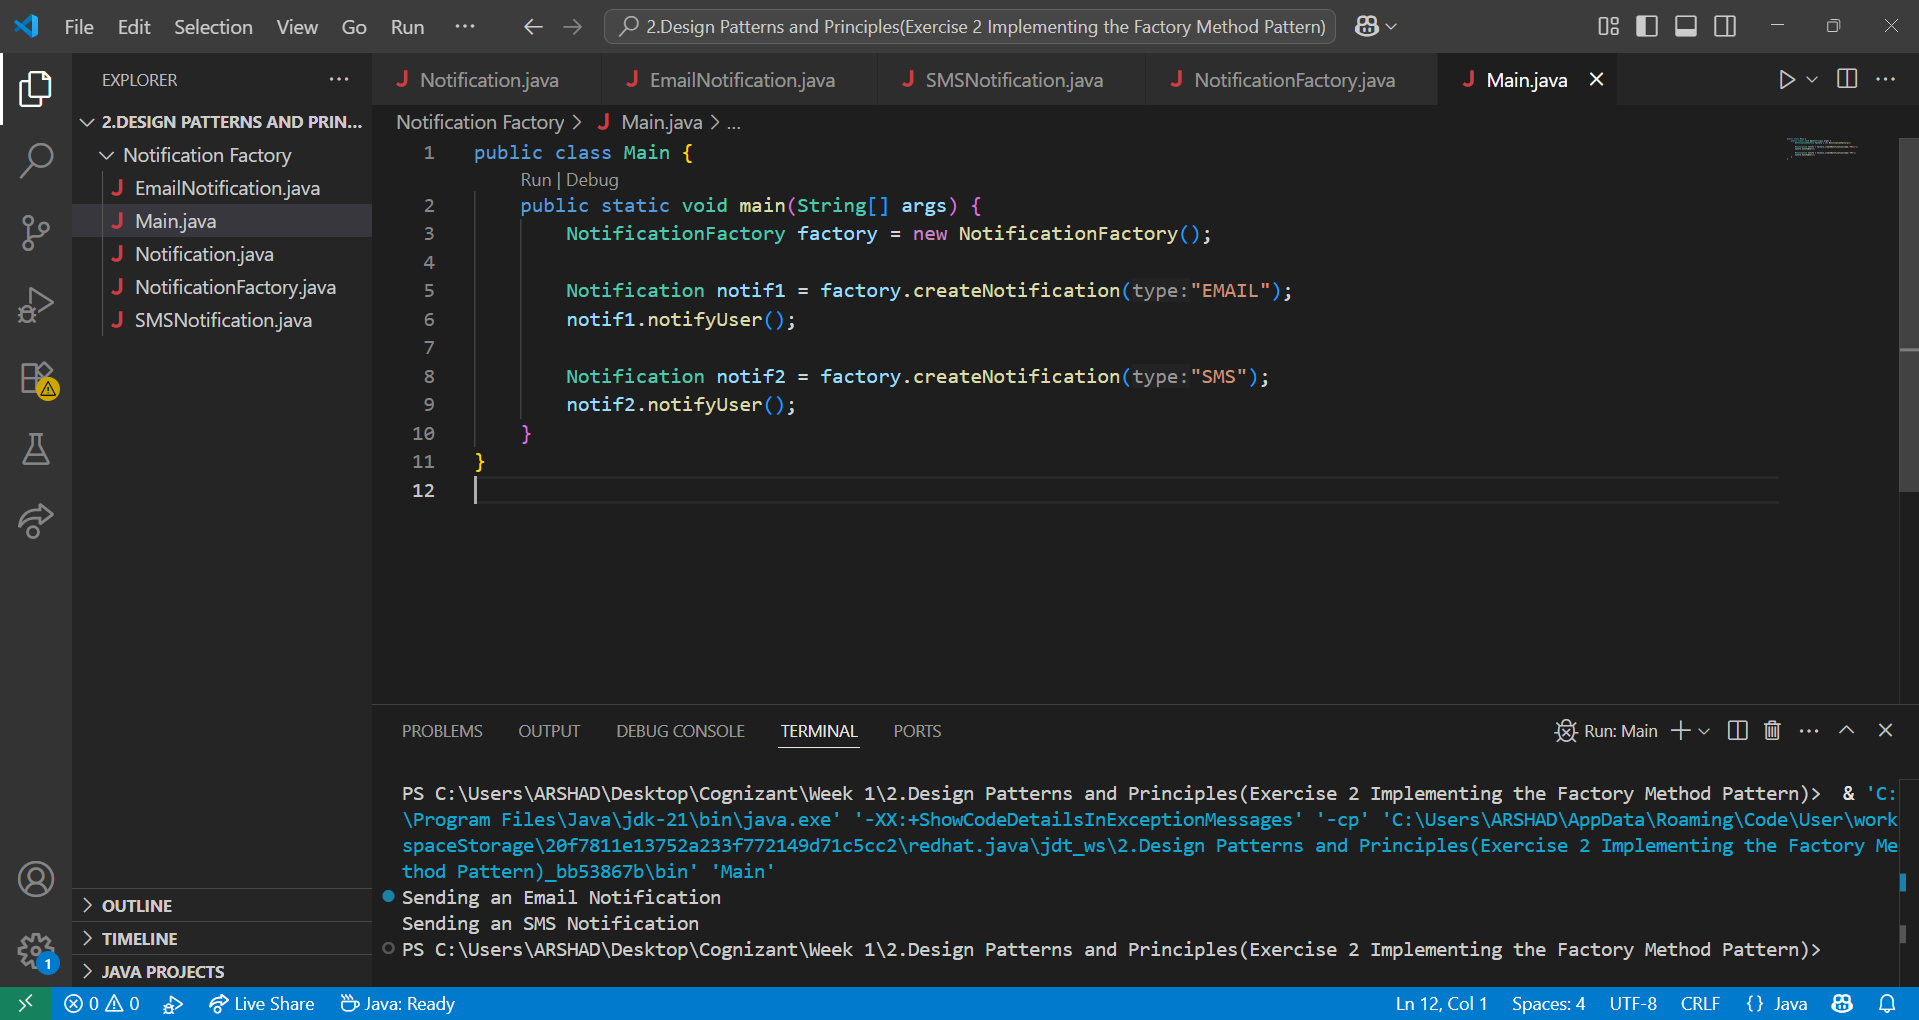 File Edit Selection View Go Run ··· 2.Design Patterns and Principles(Exercise 2 Implementing the Factory Method Pattern)
EXPLORER ···
2.DESIGN PATTERNS AND PRIN...
Notification Factory
EmailNotification.java
Main.java
Notification.java
NotificationFactory.java
SMSNotification.java
OUTLINE
TIMELINE
JAVA PROJECTS
1
Notification.java EmailNotification.java SMSNotification.java NotificationFactory.java Main.java
Notification Factory > Main.java > ...
1 public class Main {
Run | Debug
2 public static void main(String[] args) {
3 NotificationFactory factory = new NotificationFactory();
4
5 Notification notif1 = factory.createNotification(type:"EMAIL");
6 notif1.notifyUser();
7
8 Notification notif2 = factory.createNotification(type:"SMS");
9 notif2.notifyUser();
10 }
11 }
12
PROBLEMS OUTPUT DEBUG CONSOLE TERMINAL PORTS Run: Main
PS C:\Users\ARSHAD\Desktop\Cognizant\Week 1\2.Design Patterns and Principles(Exercise 2 Implementing the Factory Method Pattern)> & 'C:
\Program Files\Java\jdk-21\bin\java.exe' '-XX:+ShowCodeDetailsInExceptionMessages' '-cp' 'C:\Users\ARSHAD\AppData\Roaming\Code\User\work
spaceStorage\20f7811e13752a233f772149d71c5cc2\redhat.java\jdt_ws\2.Design Patterns and Principles(Exercise 2 Implementing the Factory Me
thod Pattern)_bb53867b\bin' 'Main'
Sending an Email Notification
Sending an SMS Notification
PS C:\Users\ARSHAD\Desktop\Cognizant\Week 1\2.Design Patterns and Principles(Exercise 2 Implementing the Factory Method Pattern)>
0 0 Live Share Java: Ready Ln 12, Col 1 Spaces: 4 UTF-8 CRLF {} Java